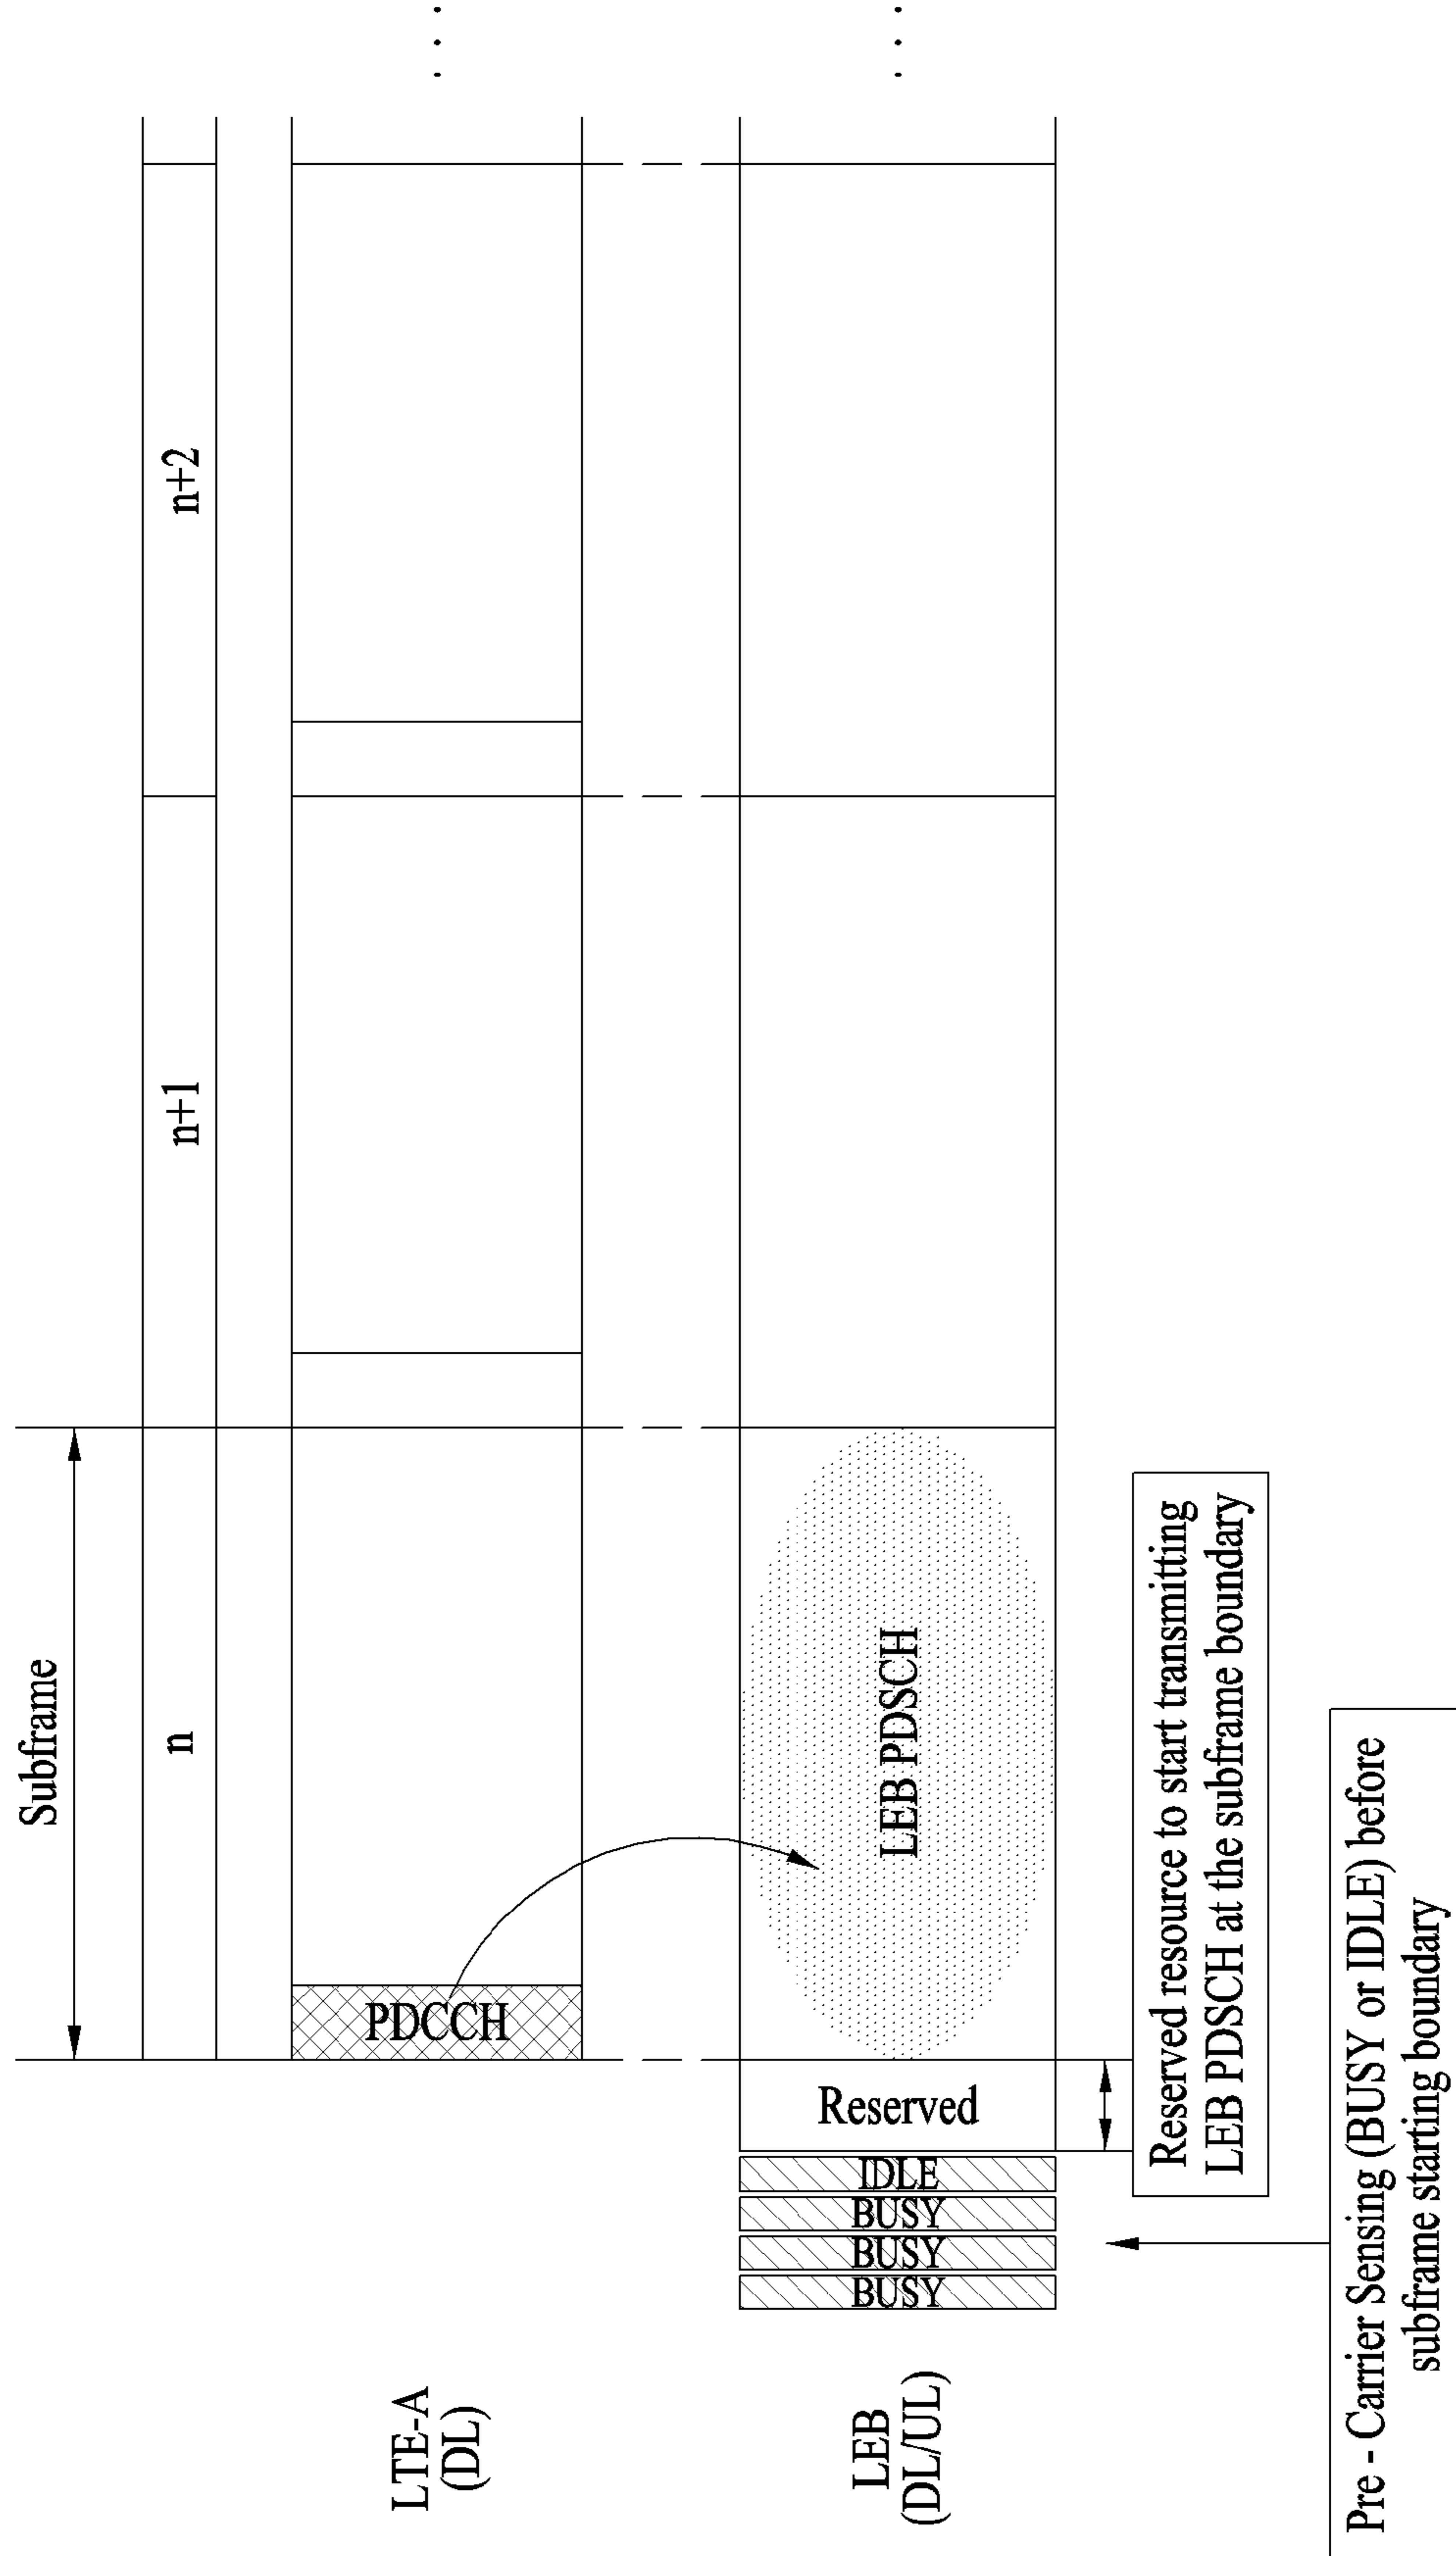 Subframe
n
n+1
n+2
LTE-A
(DL)
PDCCH
LEB
(DL/UL)
BUSY
BUSY
BUSY
IDLE
Reserved
LEB PDSCH
Reserved resource to start transmitting
LEB PDSCH at the subframe boundary
Pre - Carrier Sensing (BUSY or IDLE) before
subframe starting boundary